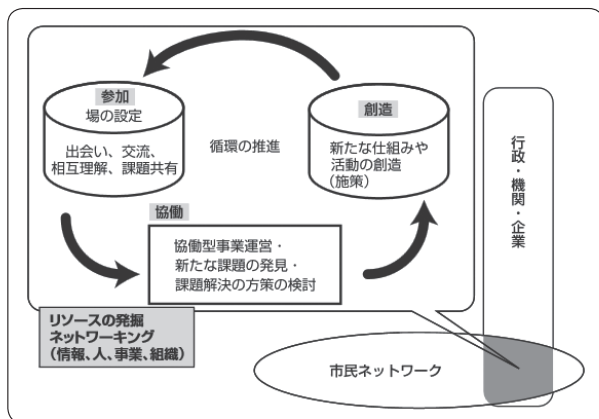 参加
場の設定
出会い、交流、
相互理解、課題共有
循環の推進
創造
新たな仕組みや
活動の創造
(施策)
協働
協働型事業運営・
新たな課題の発見・
課題解決の方策の検討
リソースの発掘
ネットワーキング
(情報、人、事業、組織)
行政・機関・企業
市民ネットワーク